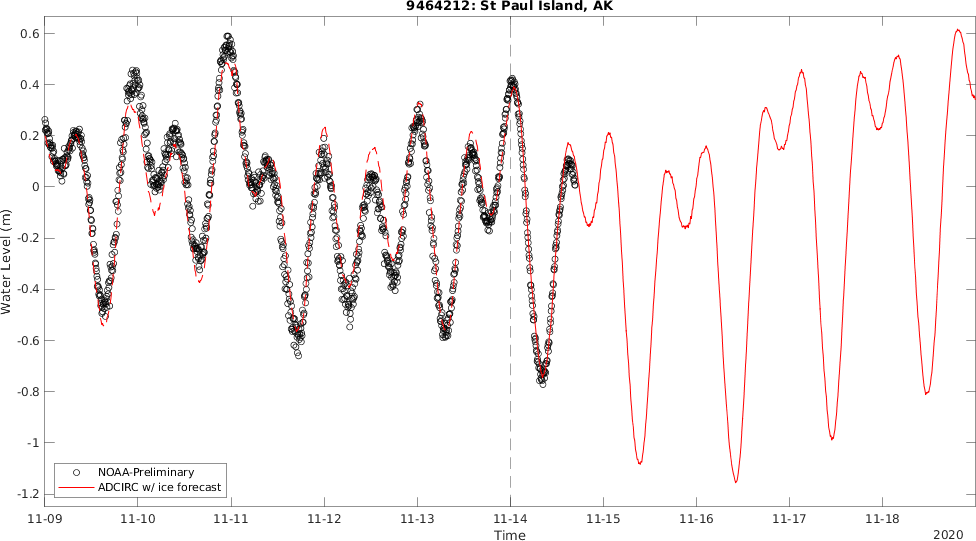 9464212: St Paul Island, AK
0.6
0.4
0.2
0
-0.2
-0.4
-0.6
-0.8
-1
-1.2
Water Level (m)
NOAA-Preliminary
ADCIRC w/ ice forecast
11-09 11-10 11-11 11-12 11-13 11-14 11-15 11-16 11-17 11-18
Time
2020